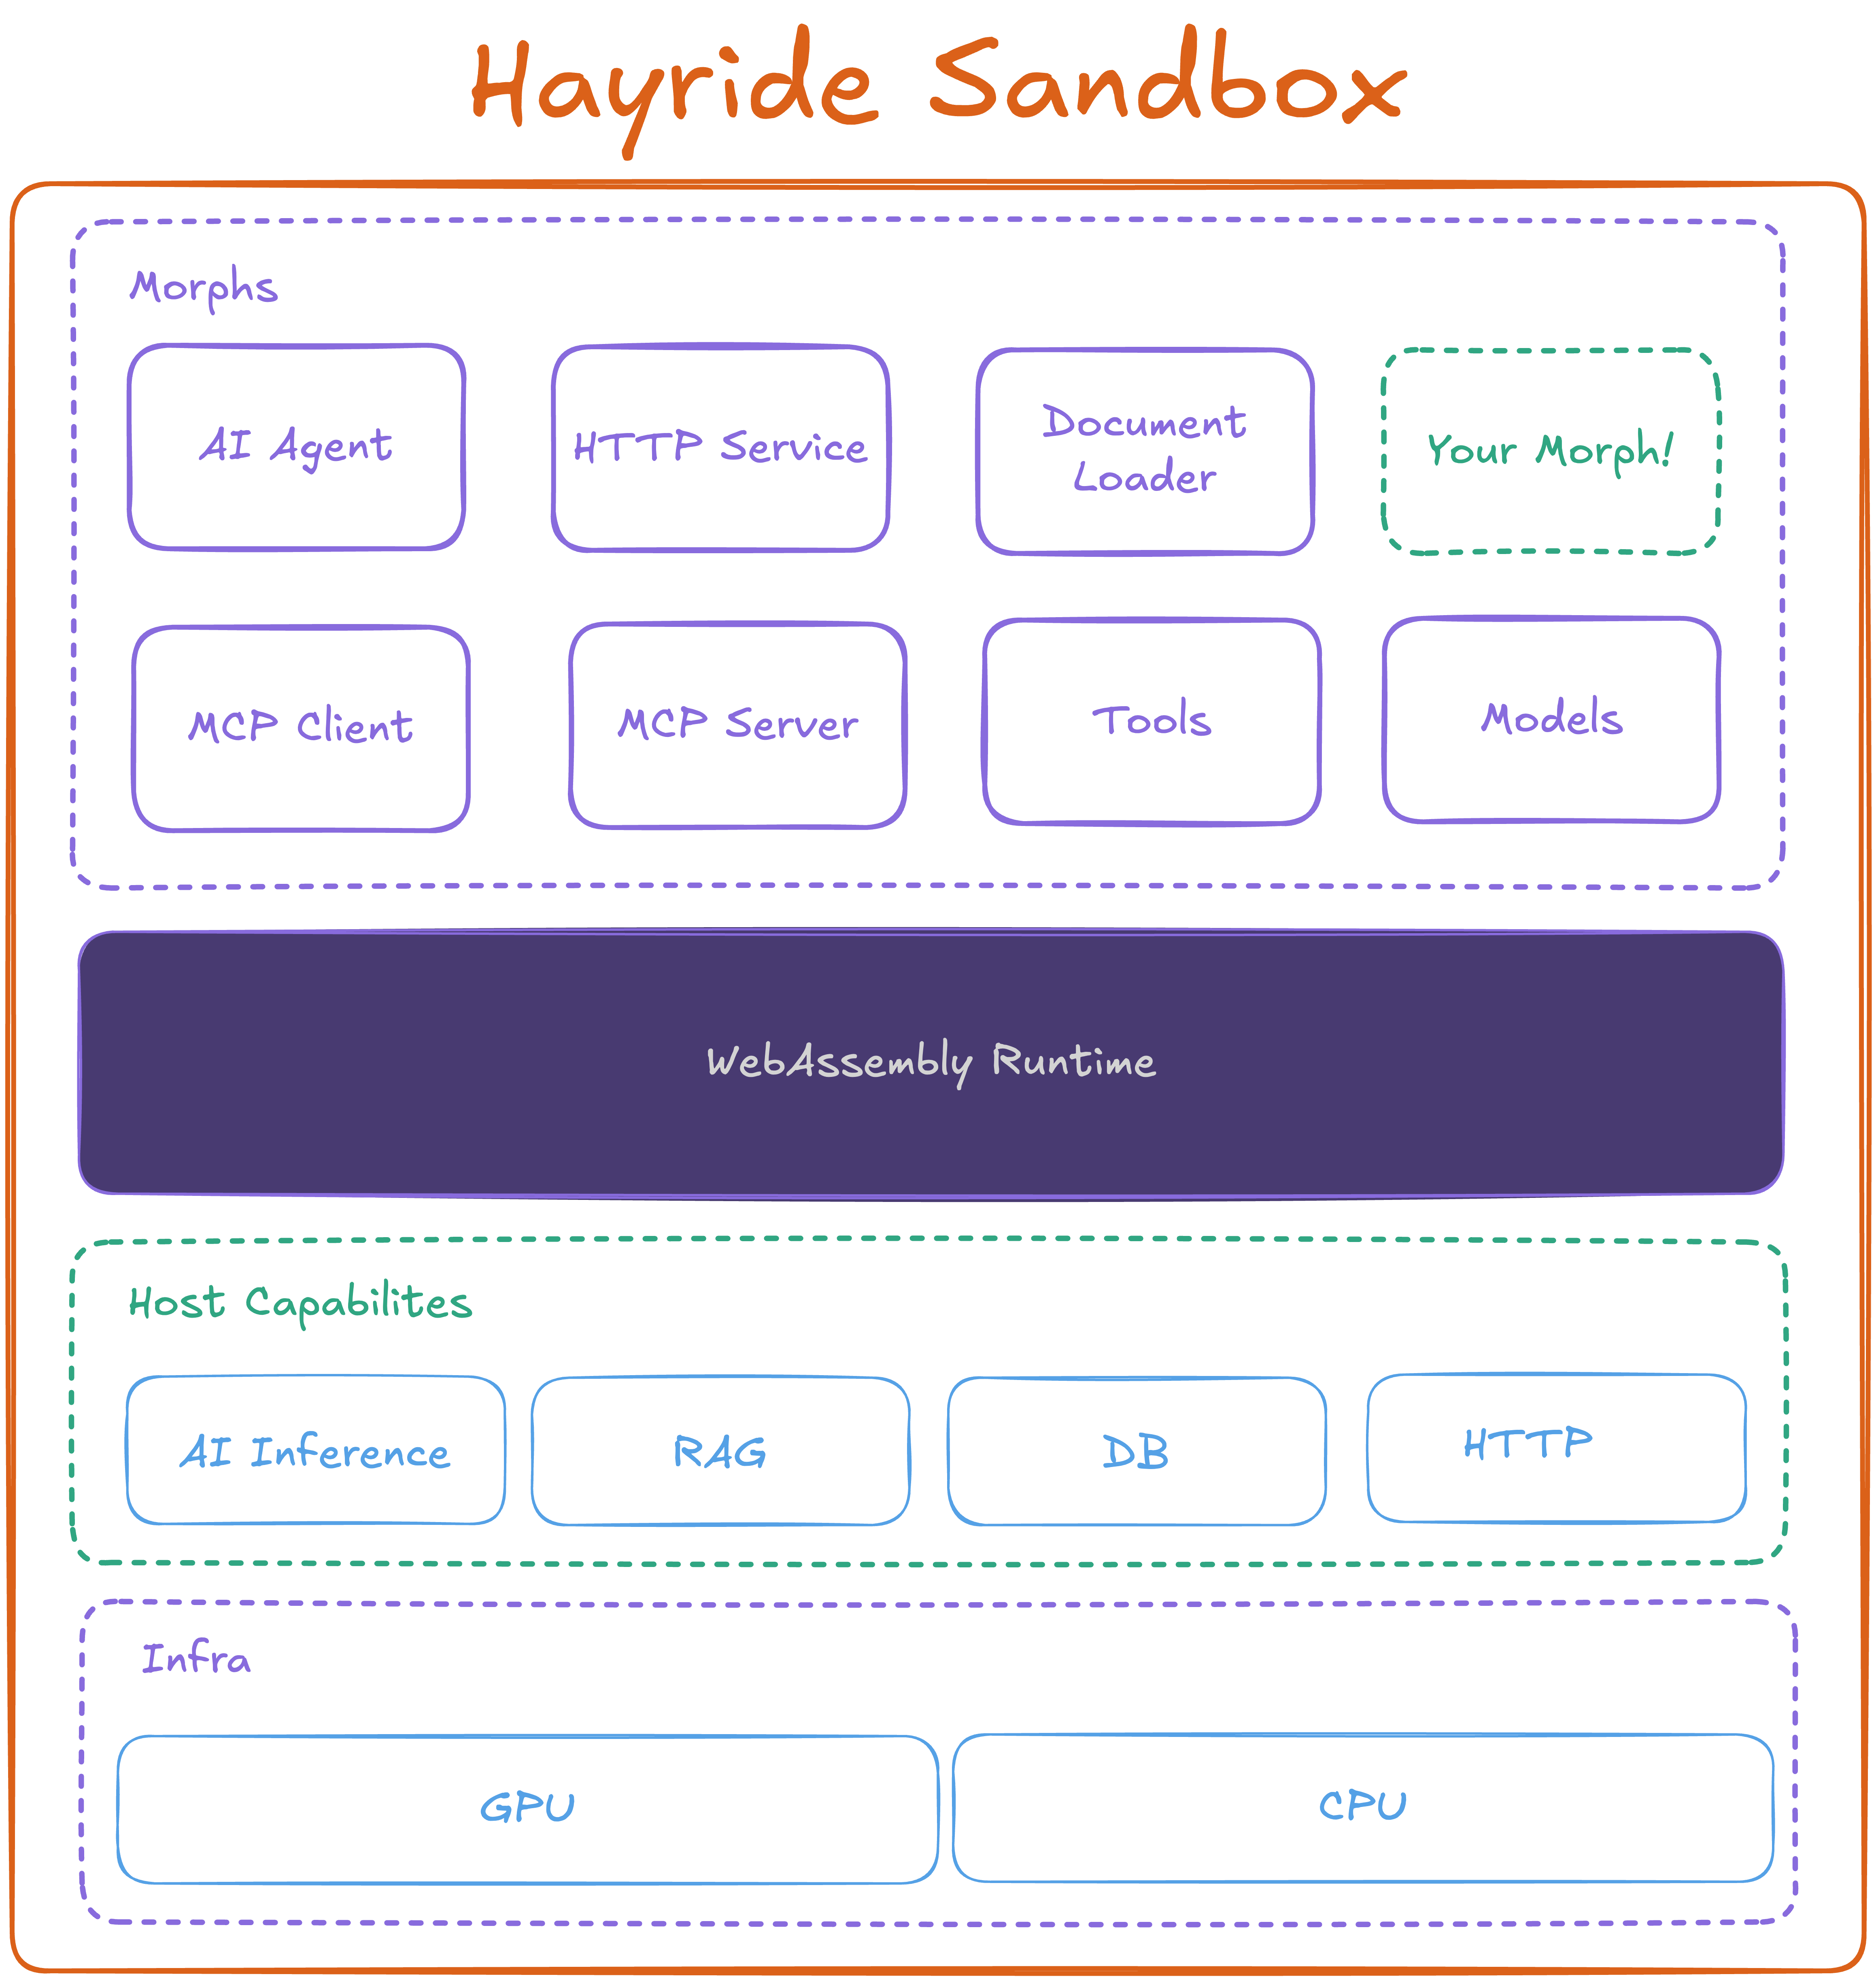 Hayride Sandbox
Morphs
AI Agent
HTTP Service
Document
Loader
Your Morph!
MCP Client
MCP Server
Tools
Models
WebAssembly Runtime
Host Capabilites
AI Inference
RAG
DB
HTTP
Infra
GPU
CPU